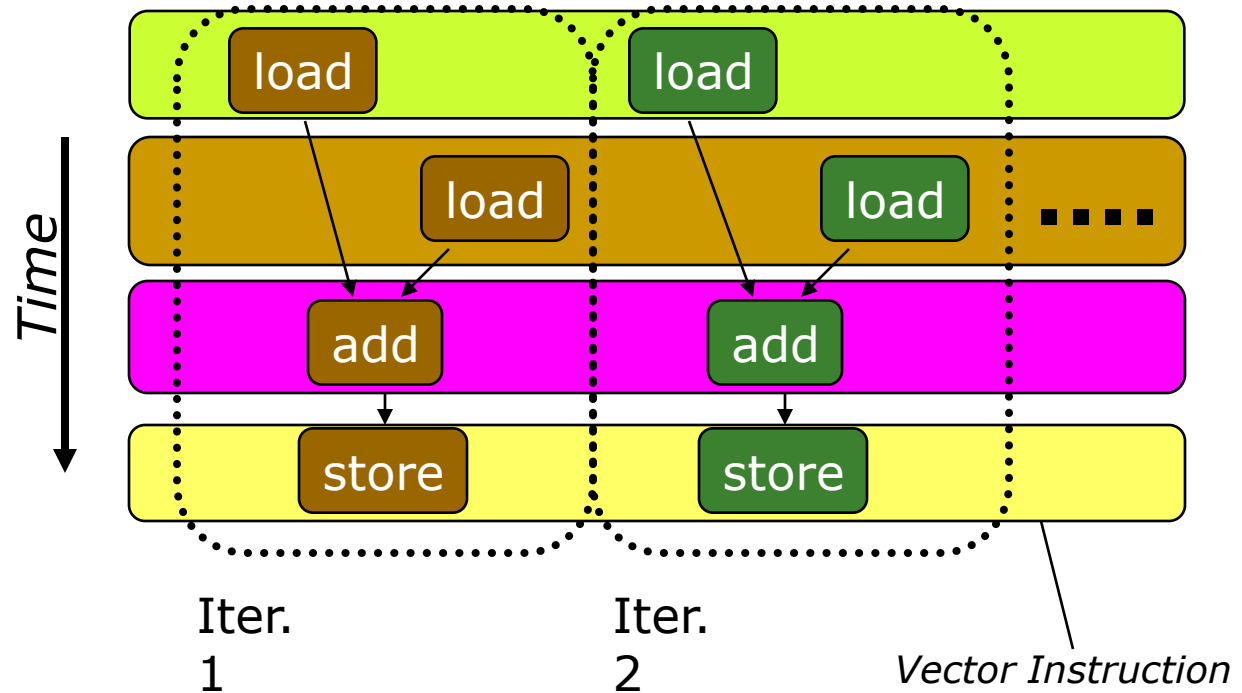 load load
load load
Time
add add
store store
Iter. Iter.
1 2
Vector Instruction